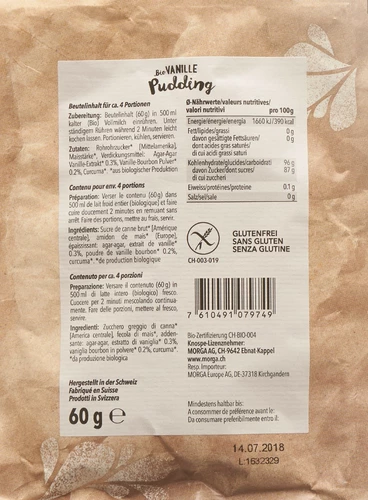 Bio VANILLE
Pudding
Beutelinhalt für ca. 4 Portionen
Zubereitung: Beutelinhalt (60 g) in 500 ml
kalter (Bio) Vollmilch einrühren. Unter
ständigem Rühren während 2 Minuten leicht
kochen lassen. Portionieren, kühlen, servieren.
Zutaten: Rohrohrzucker* (Mittelamerika),
Maisstärke*, Verdickungsmittel: Agar-Agar
Vanille-Extrakt* 0.3%, Vanille Bourbon Pulver*
0.2%, Curcuma*. *aus biologischer Produktion
Contenu pour env. 4 portions
Préparation: Verser le contenu (60 g) dans
500 ml de lait froid entier (biologique) et faire
cuire doucement 2 minutes en remuant sans
arrêt. Faire des portions, mettre au frais, servir.
Ingrédients: Sucre de canne brut* [Amérique
centrale], amidon de maïs* (Europe),
épaississant: agar-agar, extrait de vanille*
0.3%, poudre de vanille bourbon* 0.2%,
curcuma*. *de production biologique
Contenuto per ca. 4 porzioni
Preparazione: Versare il contenuto (60 g) in
500 ml di latte intero (biologico) fresco.
Cuocere per 2 minuti mescolando continua-
mente. Fare delle porzioni, mettere al fresco,
servire.
Ingredienti: Zucchero greggio di canna*
[America centrale], fecola di mais*, adden-
sante: agar-agar, estratto di vaniglia* 0.3%,
vaniglia bourbon in polvere* 0.2%, curcuma*.
*da produzione biologica
Hergestellt in der Schweiz
Fabriqué en Suisse
Prodotti in Svizzera
60 g e
Ø-Nährwerte/valeurs nutritives/
valori nutritivi pro 100g
Energie/énergie/energia 1660 kJ/390 kcal
Fett/lipides/grassi 0 g
davon gesättigte Fettsäuren/ 0 g
dont acides gras saturés/
di cui acidi grassi saturi
Kohlenhydrate/glucides/carboidrati 96 g
davon Zucker/dont sucres/ 87 g
di cui zuccheri
Eiweiss/protéines/proteine 0.1 g
Salz/sel/sale 0 g
GLUTENFREI
SANS GLUTEN
SENZA GLUTINE
CH-003-019
7 610491 079749
Bio-Zertifizierung CH-BIO-004
Knospe-Lizenznehmer:
MORGA AG, CH-9642 Ebnat-Kappel
www.morga.ch
Resp. Importeur:
MORGA Europe AG, DE-37318 Kirchgandern
Mindestens haltbar bis:
A consommer de préférence avant le:
Da consumare preferibilmente entro il:
14.07.2018
L1632329